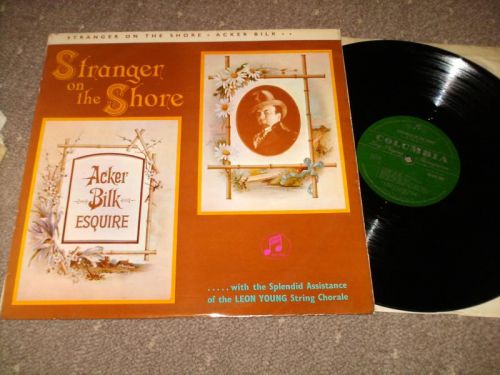 STRANGER ON THE SHORE • ACKER BILK • •
Stranger
on
the Shore
Acker
Bilk
ESQUIRE
.....with the Splendid Assistance
of the LEON YOUNG String Chorale
COLUMBIA